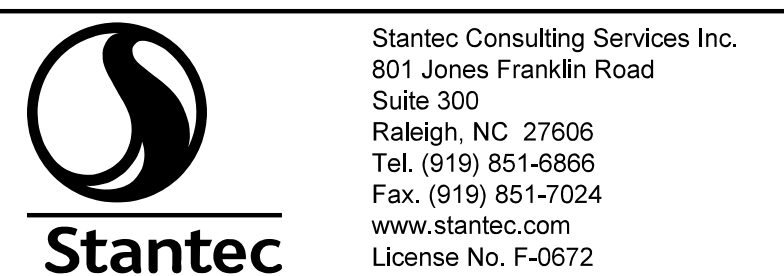 Stantec
Stantec Consulting Services Inc.
801 Jones Franklin Road
Suite 300
Raleigh, NC  27606
Tel. (919) 851-6866
Fax. (919) 851-7024
www.stantec.com
License No. F-0672